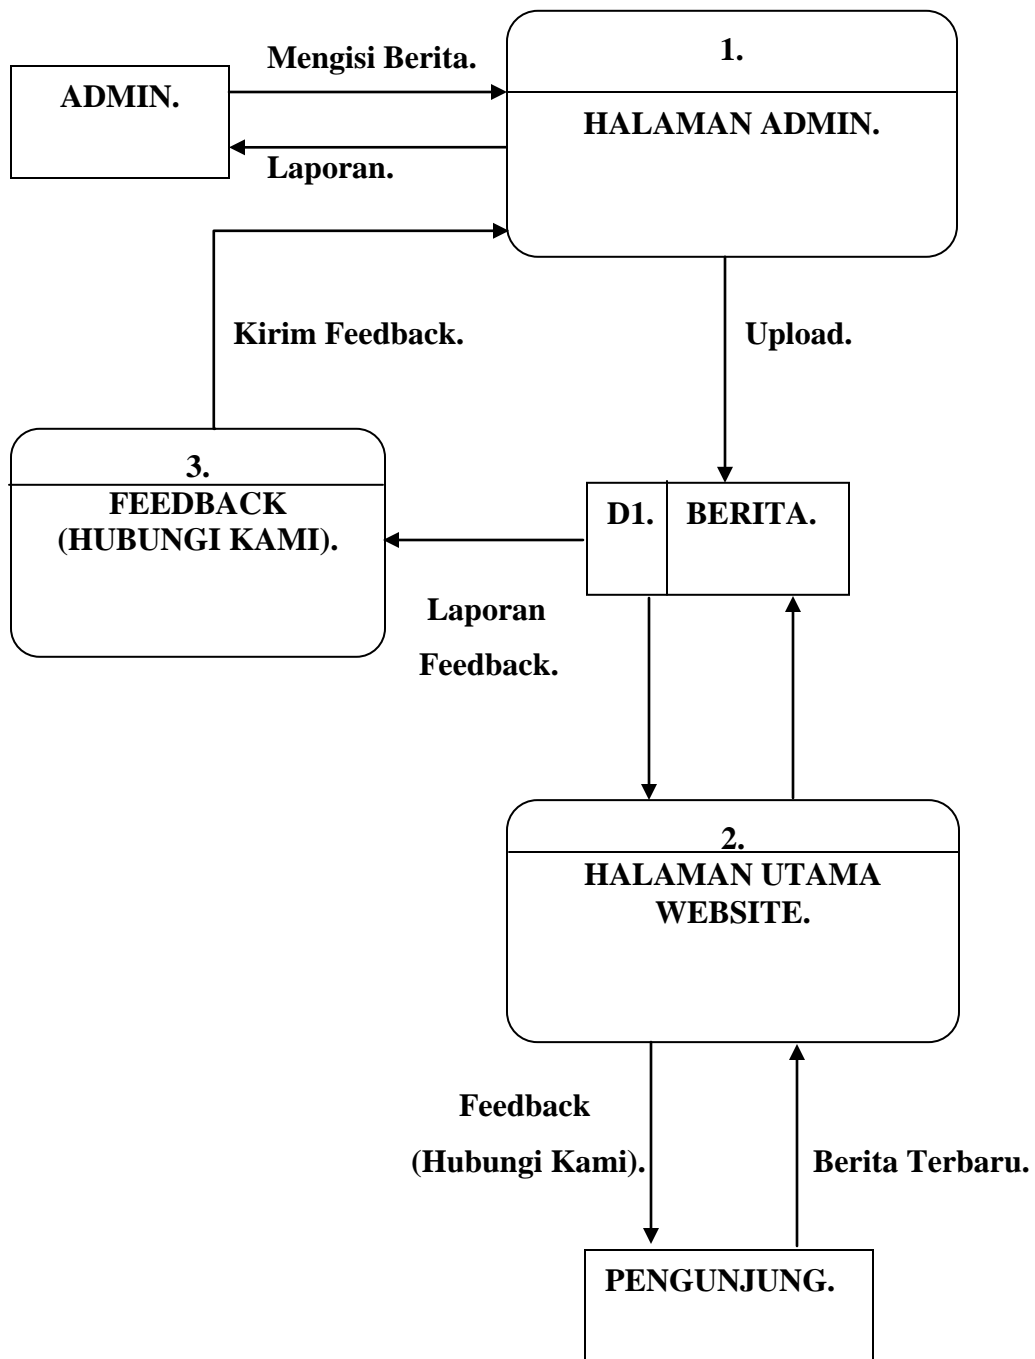 Mengisi Berita.
1.
ADMIN.
HALAMAN ADMIN.
Laporan.
Kirim Feedback.
Upload.
3.
FEEDBACK
(HUBUNGI KAMI).
D1.
BERITA.
Laporan
Feedback.
2.
HALAMAN UTAMA
WEBSITE.
Feedback
(Hubungi Kami).
Berita Terbaru.
PENGUNJUNG.